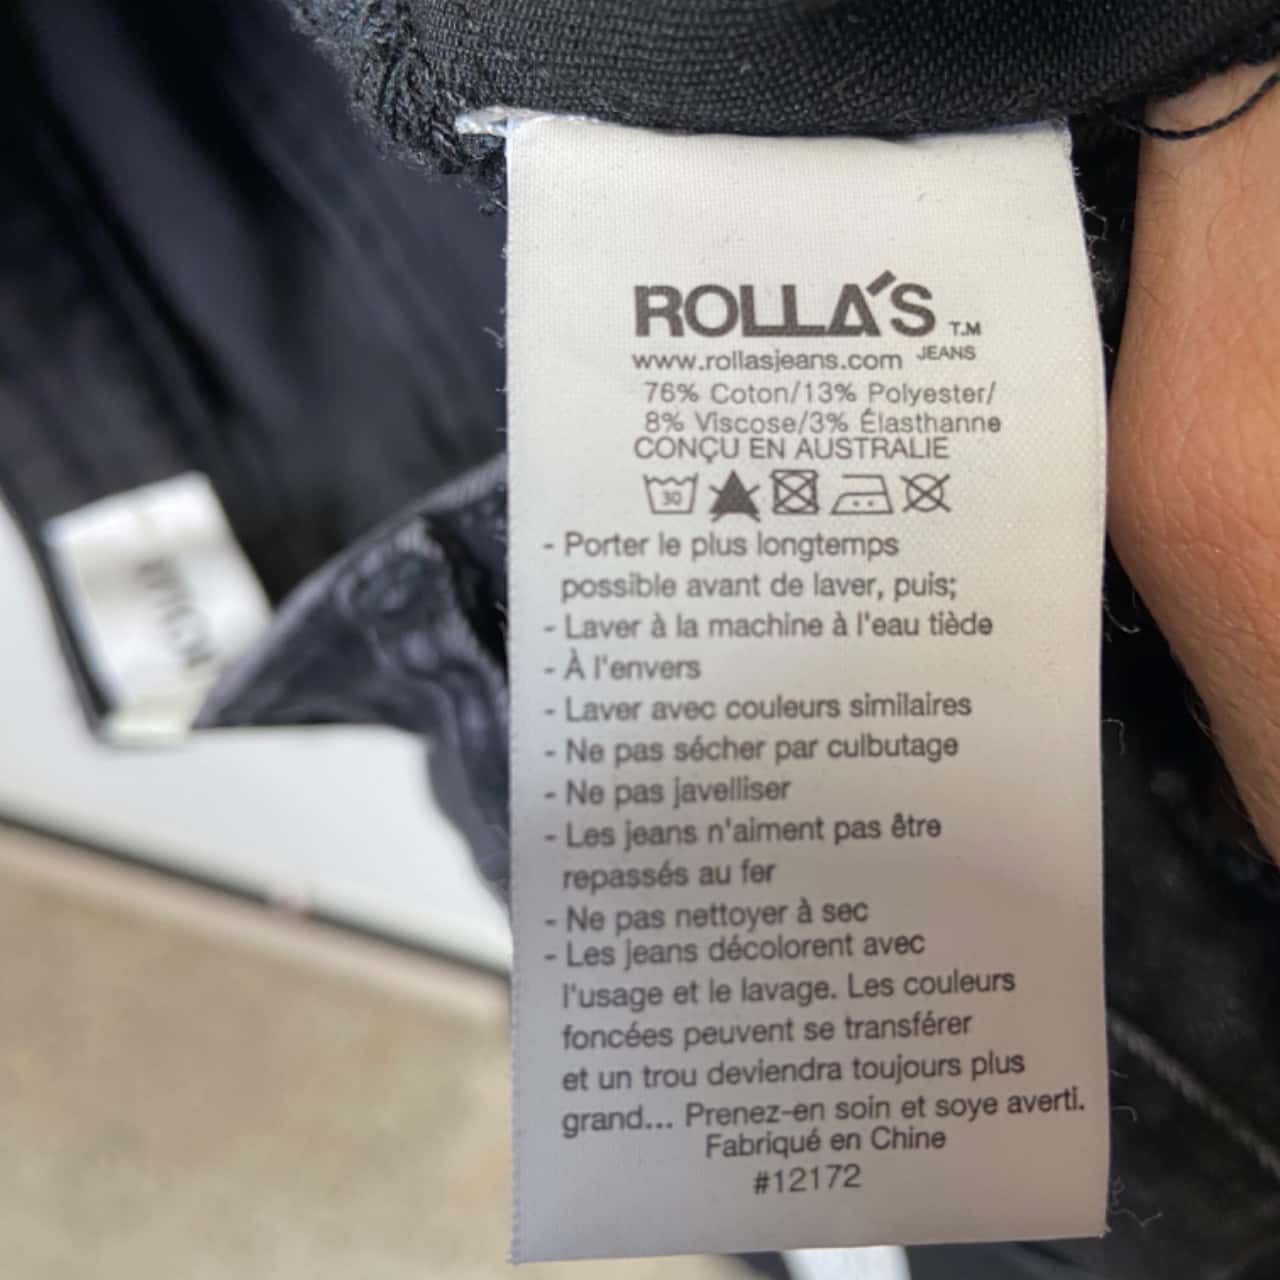 ROLLA'S T.M
www.rollasjeans.com JEANS
76% Coton/13% Polyester/
8% Viscose/3% Élasthanne
CONÇU EN AUSTRALIE
30
- Porter le plus longtemps
possible avant de laver, puis;
- Laver à la machine à l'eau tiède
- À l'envers
- Laver avec couleurs similaires
- Ne pas sécher par culbutage
- Ne pas javelliser
- Les jeans n'aiment pas être
repassés au fer
- Ne pas nettoyer à sec
- Les jeans décolorent avec
l'usage et le lavage. Les couleurs
foncées peuvent se transférer
et un trou deviendra toujours plus
grand... Prenez-en soin et soye averti.
Fabriqué en Chine
#12172